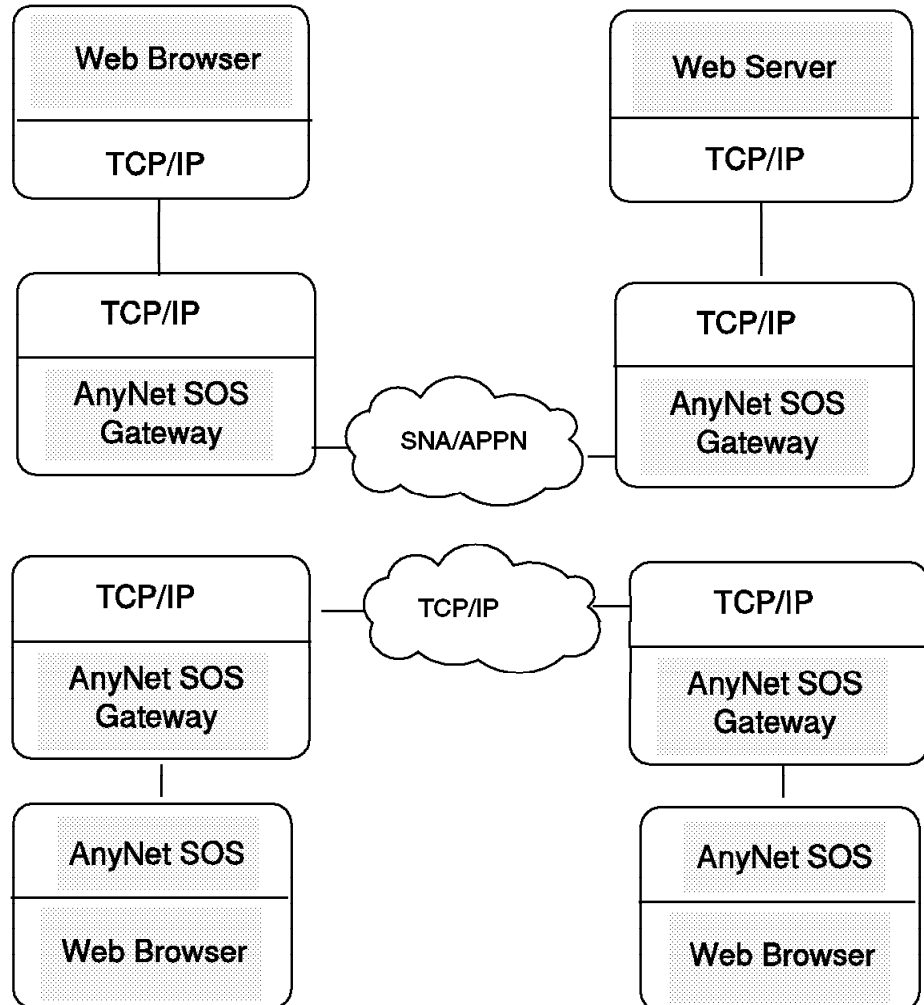 Web Browser
Web Server
TCP/IP
TCP/IP
TCP/IP
TCP/IP
AnyNet SOS
Gateway
SNA/APPN
AnyNet SOS
Gateway
TCP/IP
TCP/IP
TCP/IP
AnyNet SOS
Gateway
AnyNet SOS
Gateway
AnyNet SOS
AnyNet SOS
Web Browser
Web Browser